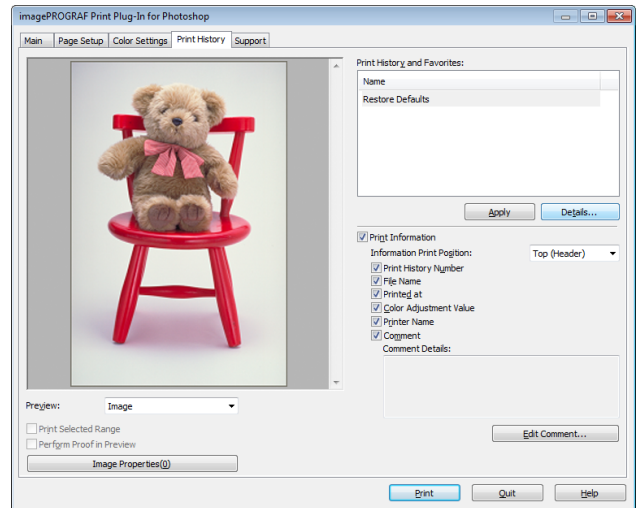 imagePROGRAF Print Plug-In for Photoshop
Main Page Setup Color Settings Print History Support
Print History and Favorites:
Name
Restore Defaults
Apply Details...
Print Information
Information Print Position: Top (Header)
Print History Number
File Name
Printed at
Color Adjustment Value
Printer Name
Comment
Comment Details:
Preview: Image
Print Selected Range
Perform Proof in Preview
Edit Comment...
Image Properties(0)
Print Quit Help